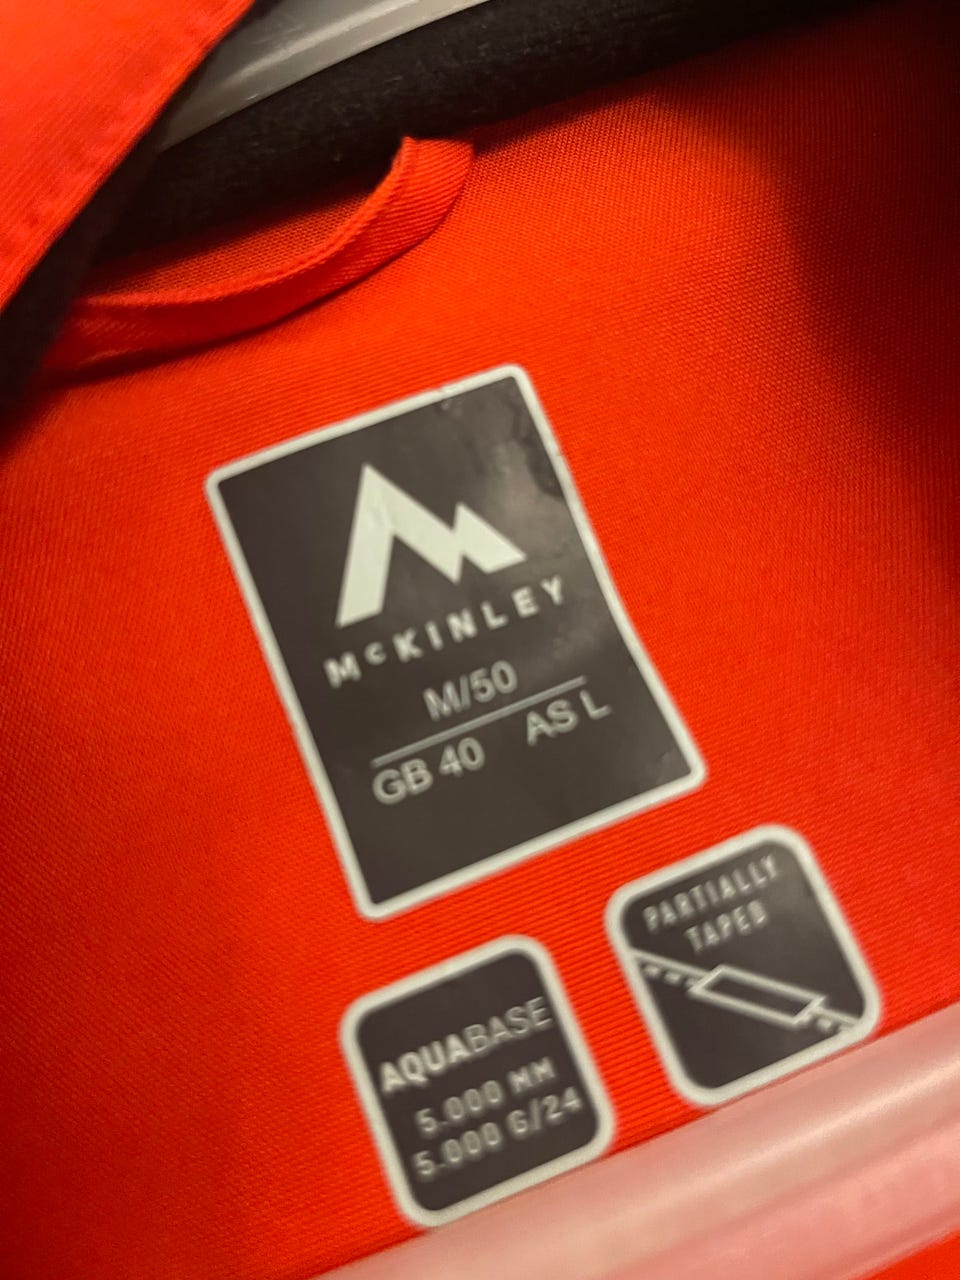 McKINLEY
M/50
GB 40 AS L
PARTIALLY
TAPED
AQUABASE
5.000 MM
5.000 G/24